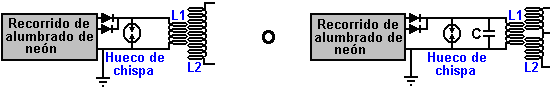 Recorrido de
alumbrado de
neón
L1
L2
Hueco de
chispa
O
Recorrido de
alumbrado de
neón
C
L1
L2
Hueco de
chispa